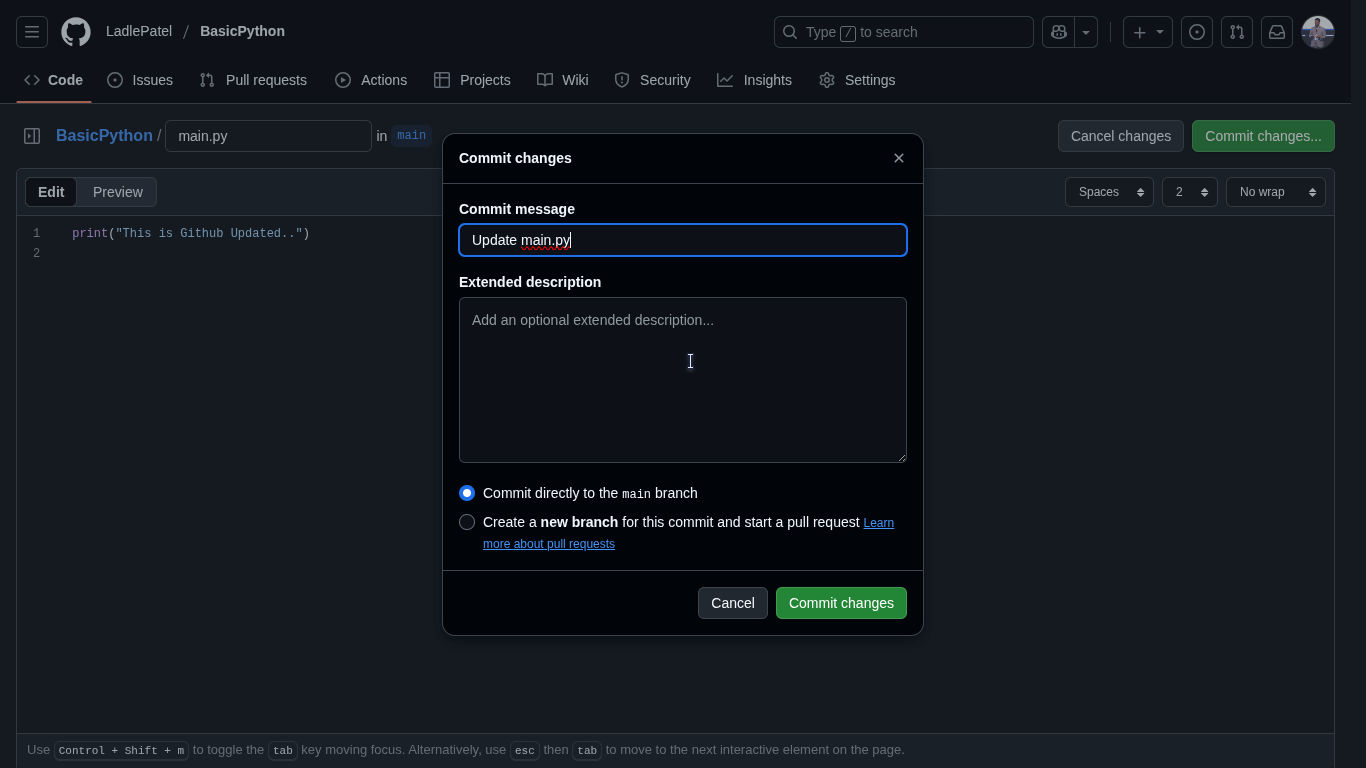 LadlePatel / BasicPython
Type / to search
Code Issues Pull requests Actions Projects Wiki Security Insights Settings
BasicPython / main.py in main
Cancel changes Commit changes...
Edit Preview
Spaces 2 No wrap
1 print("This is Github Updated..")
2
Commit changes
Commit message
Update main.py
Extended description
Add an optional extended description...
Commit directly to the main branch
Create a new branch for this commit and start a pull request Learn
more about pull requests
Cancel Commit changes
Use Control + Shift + m to toggle the tab key moving focus. Alternatively, use esc then tab to move to the next interactive element on the page.